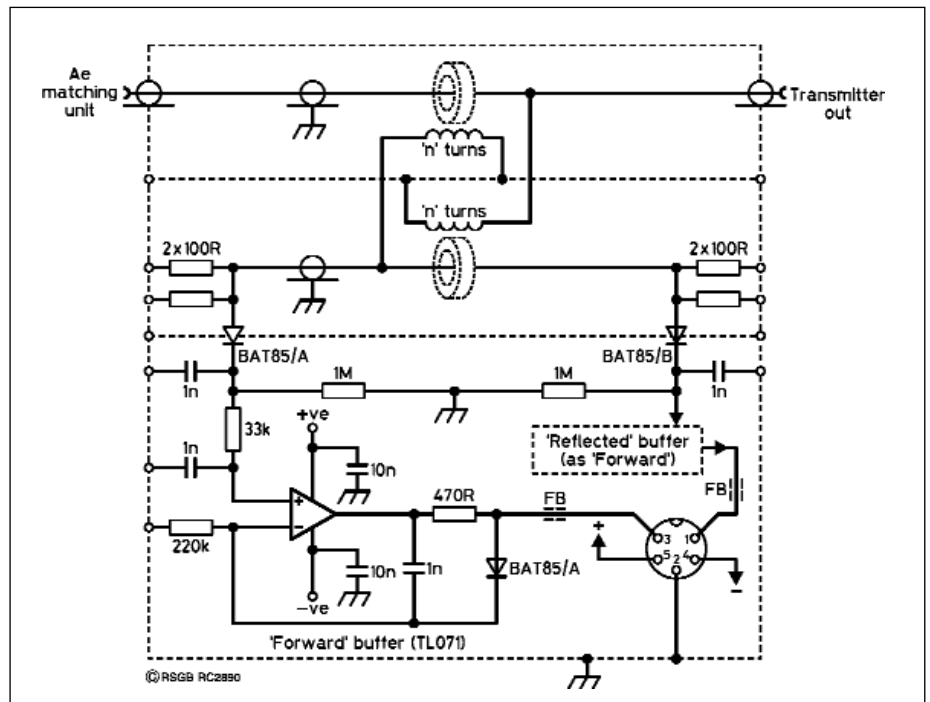 Ae
matching
unit
Transmitter
out
'n' turns
'n' turns
2x100R
2x100R
BAT85/A
BAT85/B
1n
1M
1M
1n
33k
+ve
'Reflected' buffer
(as 'Forward')
1n
10n
FB
470R
FB
+
-
+
3
1
5
2
4
220k
10n
1n
BAT85/A
-
-ve
'Forward' buffer (TL071)
©RSGB RC2890